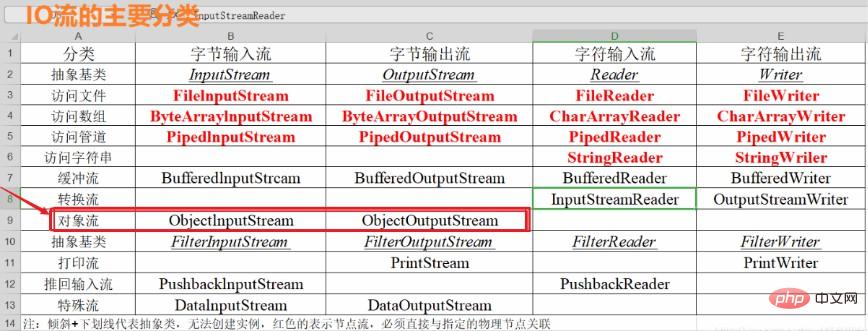 IO流的主要分类
InputStreamReader
A B C D E
1 分类 字节输入流 字节输出流 字符输入流 字符输出流
2 抽象基类 InputStream OutputStream Reader Writer
3 访问文件 FileInputStream FileOutputStream FileReader FileWriter
4 访问数组 ByteArrayInputStream ByteArrayOutputStream CharArrayReader CharArrayWriter
5 访问管道 PipedInputStream PipedOutputStream PipedReader PipedWriter
6 访问字符串 StringReader StringWriler
7 缓冲流 BufferedInputStream BufferedOutputStream BufferedReader BufferedWriter
8 转换流 InputStreamReader OutputStreamWriter
9 对象流 ObjectInputStream ObjectOutputStream
10 抽象基类 FilterInputStream FilterOutputStream FilterReader FilterWriter
11 打印流 PrintStream PrintWriter
12 推回输入流 PushbackInputStream PushbackReader
13 特殊流 DataInputStream DataOutputStream
14 注：倾斜+下划线代表抽象类，无法创建实例，红色的表示节点流，必须直接与指定的物理节点关联
php 中文网